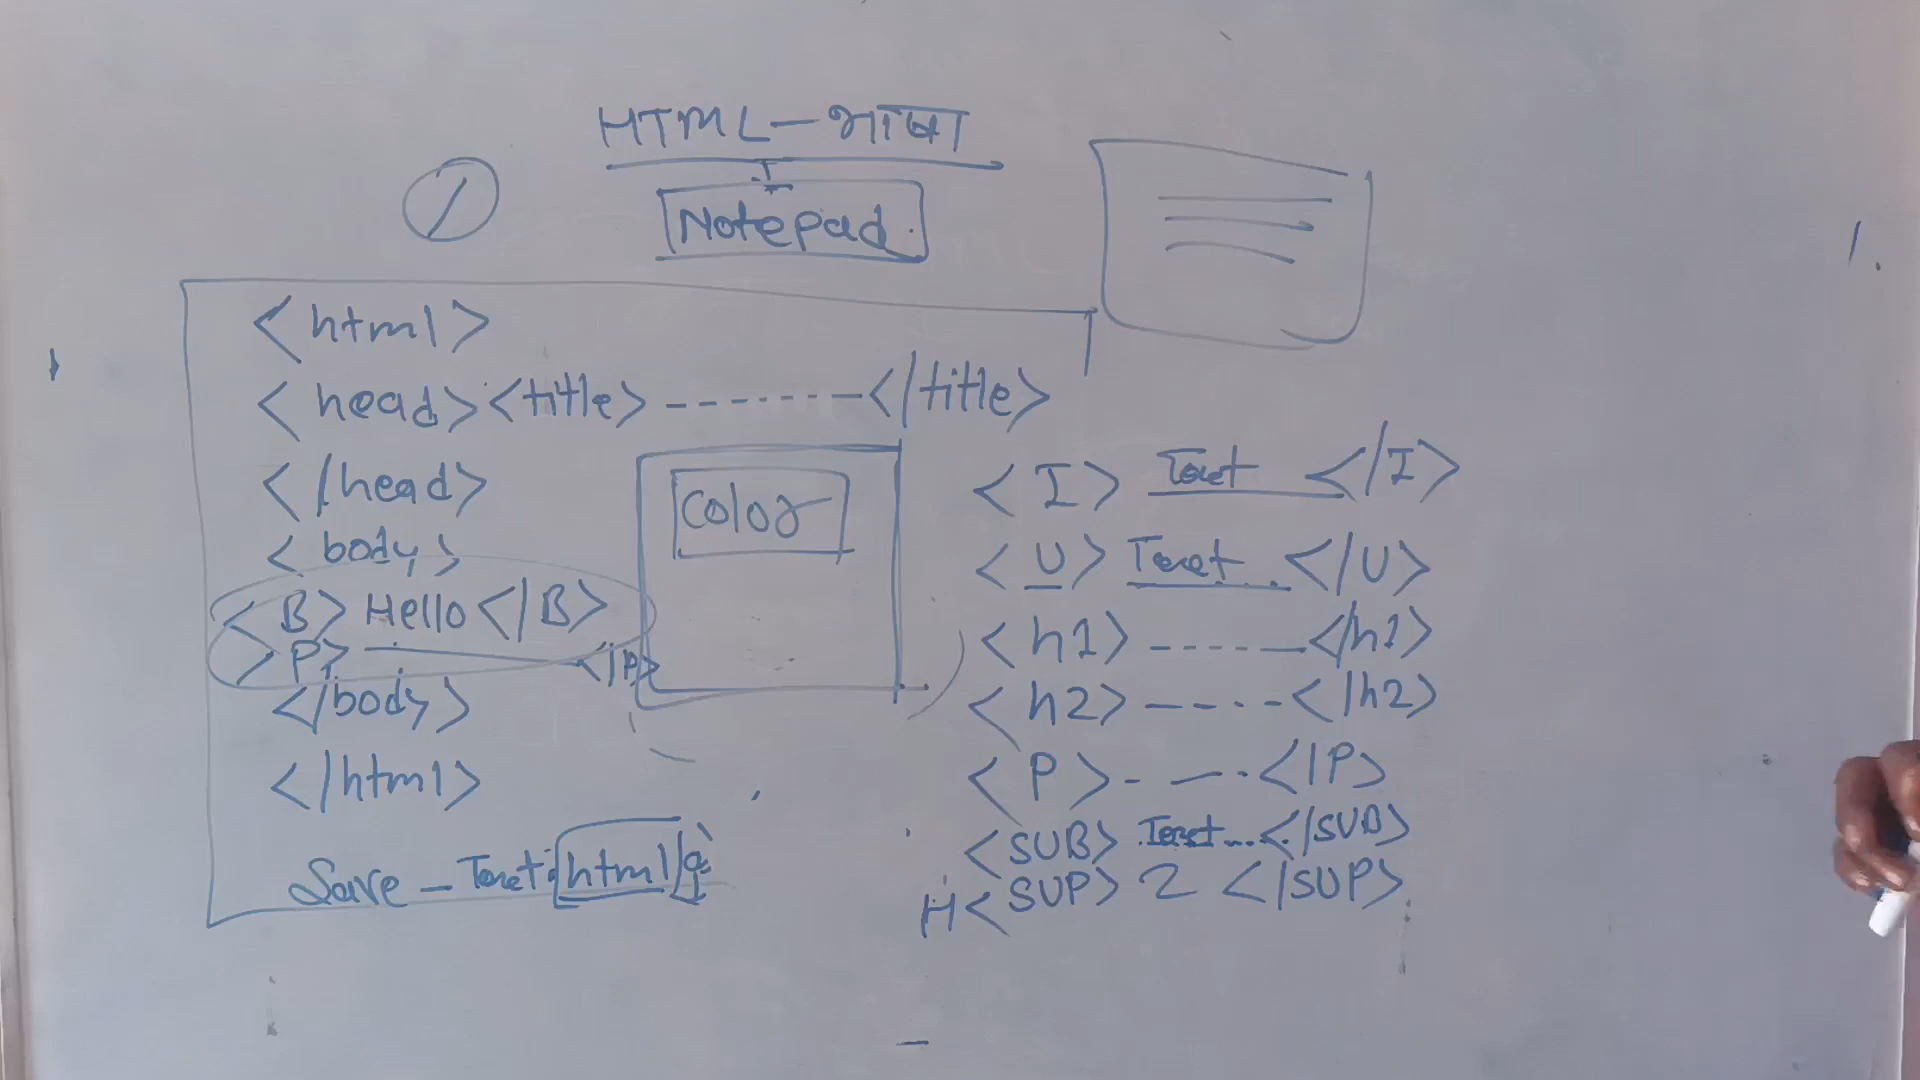 HTML - भाषा
Notepad
<html>
<head><title> --------- </title>
</head>
<body>
<B> Hello </B>
<P> </P>
</body>
</html>
Save - Text.html
Color
<I> Text </I>
<U> Text </U>
<h1> ------ </h1>
<h2> ------ </h2>
<P> ---- </P>
<SUB> Text </SUB>
H<SUP> 2 </SUP>